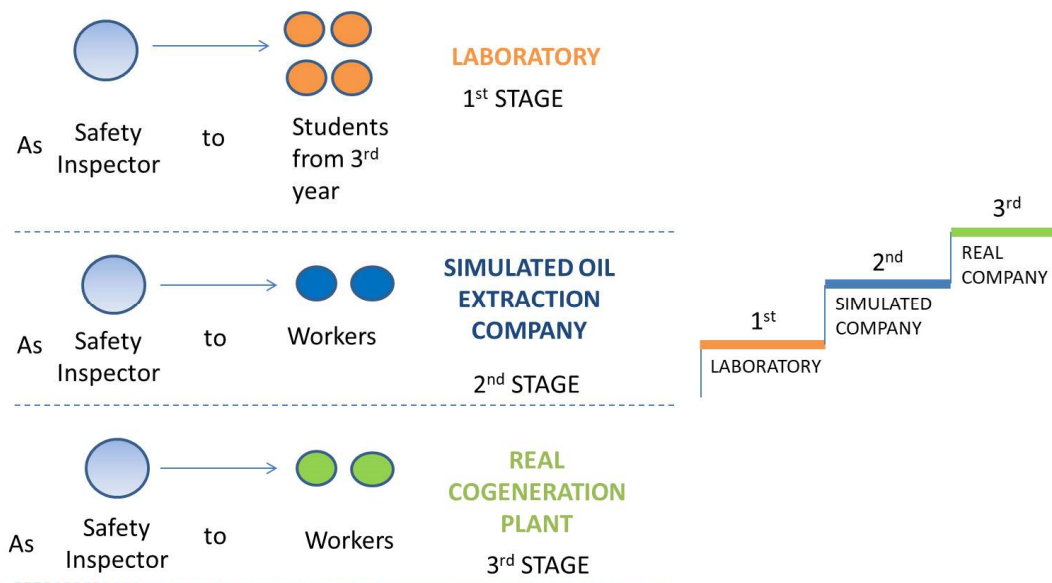 LABORATORY
1st STAGE
As Safety Inspector to Students from 3rd year
SIMULATED OIL
EXTRACTION
COMPANY
2nd STAGE
As Safety Inspector to Workers
REAL
COGENERATION
PLANT
3rd STAGE
As Safety Inspector to Workers
1st
LABORATORY
2nd
SIMULATED
COMPANY
3rd
REAL
COMPANY